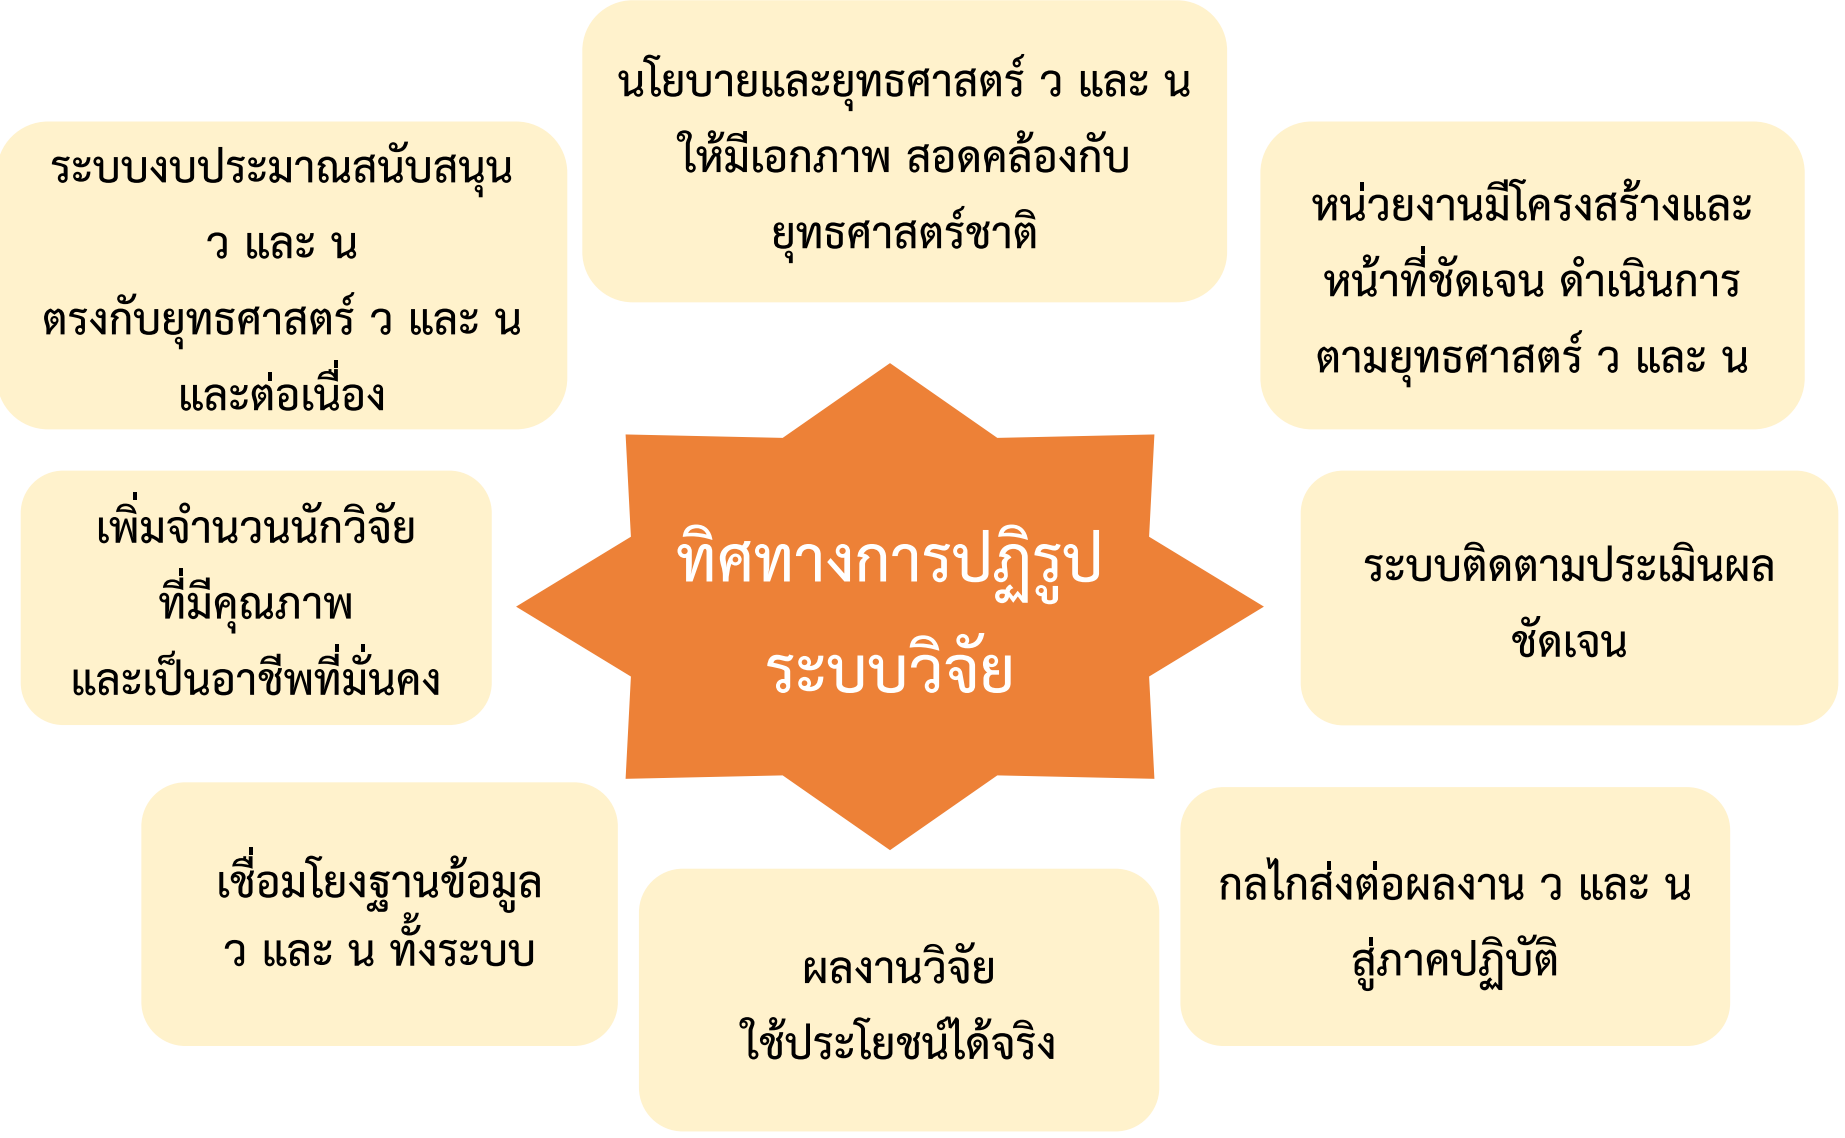 นโยบายและยุทธศาสตร์ ว และ น
ให้มีเอกภาพ สอดคล้องกับ
ยุทธศาสตร์ชาติ
หน่วยงานมีโครงสร้างและ
หน้าที่ชัดเจน ดำเนินการ
ตามยุทธศาสตร์ ว และ น
ระบบติดตามประเมินผล
ชัดเจน
กลไกส่งต่อผลงาน ว และ น
สู่ภาคปฏิบัติ
ผลงานวิจัย
ใช้ประโยชน์ได้จริง
เชื่อมโยงฐานข้อมูล
ว และ น ทั้งระบบ
เพิ่มจำนวนนักวิจัย
ที่มีคุณภาพ
และเป็นอาชีพที่มั่นคง
ระบบงบประมาณสนับสนุน
ว และ น
ตรงกับยุทธศาสตร์ ว และ น
และต่อเนื่อง
ทิศทางการปฏิรูป
ระบบวิจัย